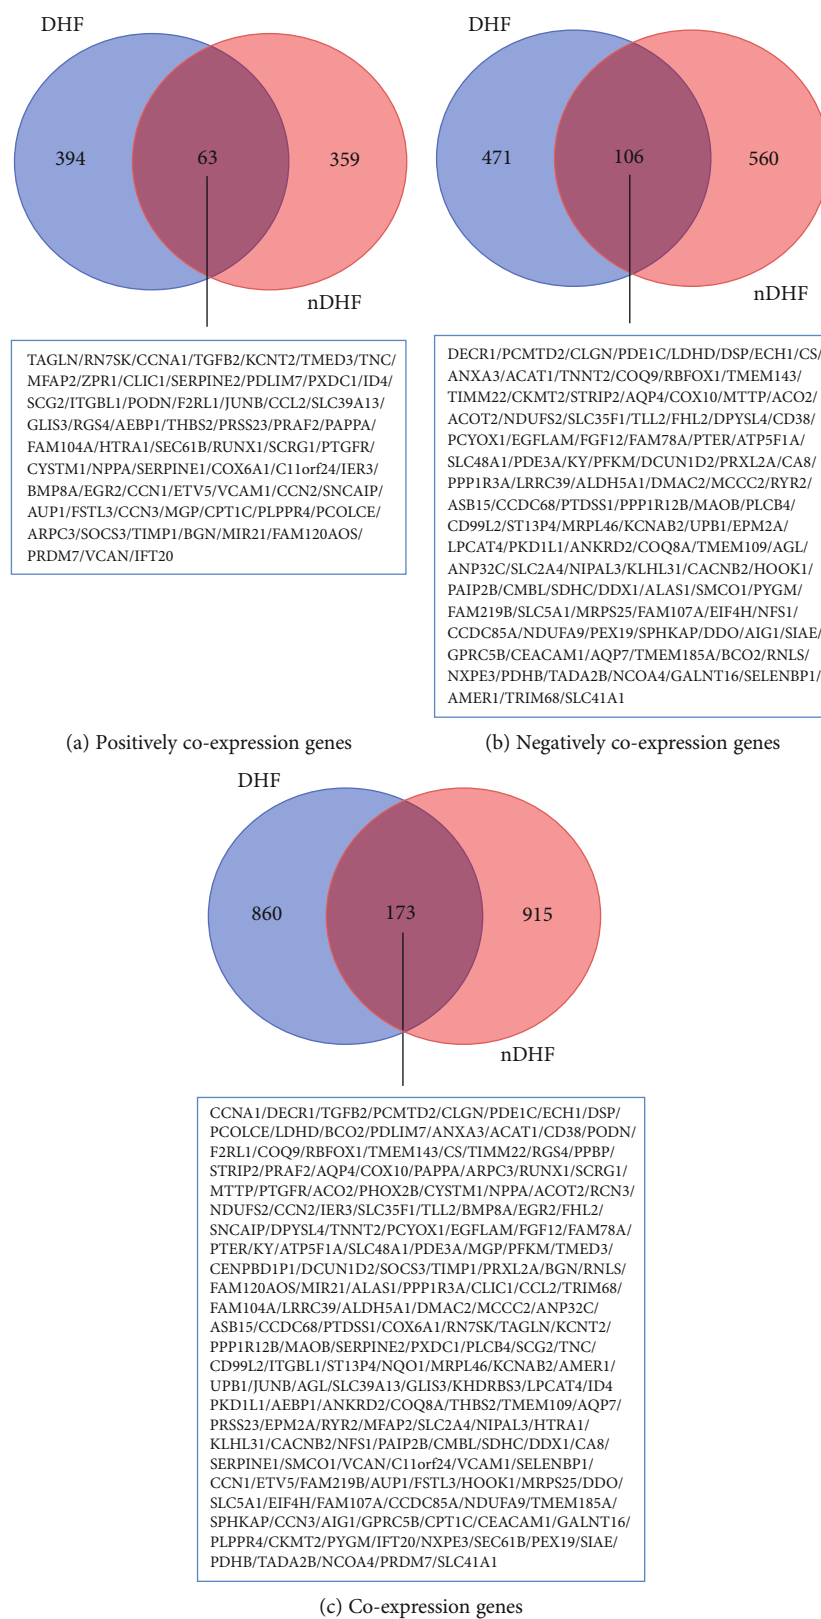 DHF
394
63
359
nDHF
TAGLN/RN7SK/CCNA1/TGFB2/KCNT2/TMED3/TNC/
MFAP2/ZPR1/CLIC1/SERPINE2/PDLIM7/PXDC1/ID4/
SCG2/ITGBL1/PODN/F2RL1/JUNB/CCL2/SLC39A13/
GLIS3/RGS4/AEBP1/THBS2/PRSS23/PRAF2/PAPPA/
FAM104A/HTRA1/SEC61B/RUNX1/SCRG1/PTGFR/
CYSTM1/NPPA/SERPINE1/COX6A1/C11orf24/IER3/
BMP8A/EGR2/CCN1/ETV5/VCAM1/CCN2/SNCAIP/
AUP1/FSTL3/CCN3/MGP/CPT1C/PLPPR4/PCOLCE/
ARPC3/SOCS3/TIMP1/BGN/MIR21/FAM120AOS/
PRDM7/VCAN/IFT20
(a) Positively co-expression genes
DHF
471
106
560
nDHF
DECR1/PCMTD2/CLGN/PDE1C/LDHD/DSP/ECH1/CS/
ANXA3/ACAT1/TNNT2/COQ9/RBFOX1/TMEM143/
TIMM22/CKMT2/STRIP2/AQP4/COX10/MTTP/ACO2/
ACOT2/NDUFS2/SLC35F1/TLL2/FHL2/DPYSL4/CD38/
PCYOX1/EGFLAM/FGF12/FAM78A/PTER/ATP5F1A/
SLC48A1/PDE3A/KY/PFKM/DCUN1D2/PRXL2A/CA8/
PPP1R3A/LRRC39/ALDH5A1/DMAC2/MCCC2/RYR2/
ASB15/CCDC68/PTDSS1/PPP1R12B/MAOB/PLCB4/
CD99L2/ST13P4/MRPL46/KCNAB2/UPB1/EPM2A/
LPCAT4/PKD1L1/ANKRD2/COQ8A/TMEM109/AGL/
ANP32C/SLC2A4/NIPAL3/KLHL31/CACNB2/HOOK1/
PAIP2B/CMBL/SDHC/DDX1/ALAS1/SMCO1/PYGM/
FAM219B/SLC5A1/MRPS25/FAM107A/EIF4H/NFS1/
CCDC85A/NDUFA9/PEX19/SPHKAP/DDO/AIG1/SIAE/
GPRC5B/CEACAM1/AQP7/TMEM185A/BCO2/RNLS/
NXPE3/PDHB/TADA2B/NCOA4/GALNT16/SELENBP1/
AMER1/TRIM68/SLC41A1
(b) Negatively co-expression genes
DHF
860
173
915
nDHF
CCNA1/DECR1/TGFB2/PCMTD2/CLGN/PDE1C/ECH1/DSP/
PCOLCE/LDHD/BCO2/PDLIM7/ANXA3/ACAT1/CD38/PODN/
F2RL1/COQ9/RBFOX1/TMEM143/CS/TIMM22/RGS4/PPBP/
STRIP2/PRAF2/AQP4/COX10/PAPPA/ARPC3/RUNX1/SCRG1/
MTTP/PTGFR/ACO2/PHOX2B/CYSTM1/NPPA/ACOT2/RCN3/
NDUFS2/CCN2/IER3/SLC35F1/TLL2/BMP8A/EGR2/FHL2/
SNCAIP/DPYSL4/TNNT2/PCYOX1/EGFLAM/FGF12/FAM78A/
PTER/KY/ATP5F1A/SLC48A1/PDE3A/MGP/PFKM/TMED3/
CENPBD1P1/DCUN1D2/SOCS3/TIMP1/PRXL2A/BGN/RNLS/
FAM120AOS/MIR21/ALAS1/PPP1R3A/CLIC1/CCL2/TRIM68/
FAM104A/LRRC39/ALDH5A1/DMAC2/MCCC2/ANP32C/
ASB15/CCDC68/PTDSS1/COX6A1/RN7SK/TAGLN/KCNT2/
PPP1R12B/MAOB/SERPINE2/PXDC1/PLCB4/SCG2/TNC/
CD99L2/ITGBL1/ST13P4/NQO1/MRPL46/KCNAB2/AMER1/
UPB1/JUNB/AGL/SLC39A13/GLIS3/KHDRBS3/LPCAT4/ID4
PKD1L1/AEBP1/ANKRD2/COQ8A/THBS2/TMEM109/AQP7/
PRSS23/EPM2A/RYR2/MFAP2/SLC2A4/NIPAL3/HTRA1/
KLHL31/CACNB2/NFS1/PAIP2B/CMBL/SDHC/DDX1/CA8/
SERPINE1/SMCO1/VCAN/C11orf24/VCAM1/SELENBP1/
CCN1/ETV5/FAM219B/AUP1/FSTL3/HOOK1/MRPS25/DDO/
SLC5A1/EIF4H/FAM107A/CCDC85A/NDUFA9/TMEM185A/
SPHKAP/CCN3/AIG1/GPRC5B/CPT1C/CEACAM1/GALNT16/
PLPPR4/CKMT2/PYGM/IFT20/NXPE3/SEC61B/PEX19/SIAE/
PDHB/TADA2B/NCOA4/PRDM7/SLC41A1
(c) Co-expression genes